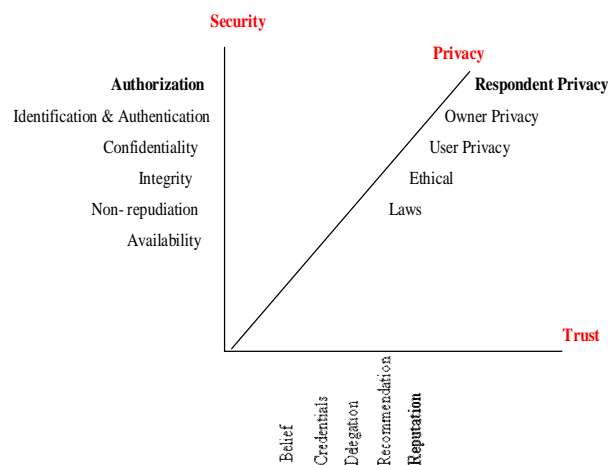 Security
Privacy
Authorization
Respondent Privacy
Identification & Authentication
Owner Privacy
Confidentiality
User Privacy
Integrity
Ethical
Non- repudiation
Laws
Availability
Trust
Belief
Credentials
Delegation
Recommendation
Reputation